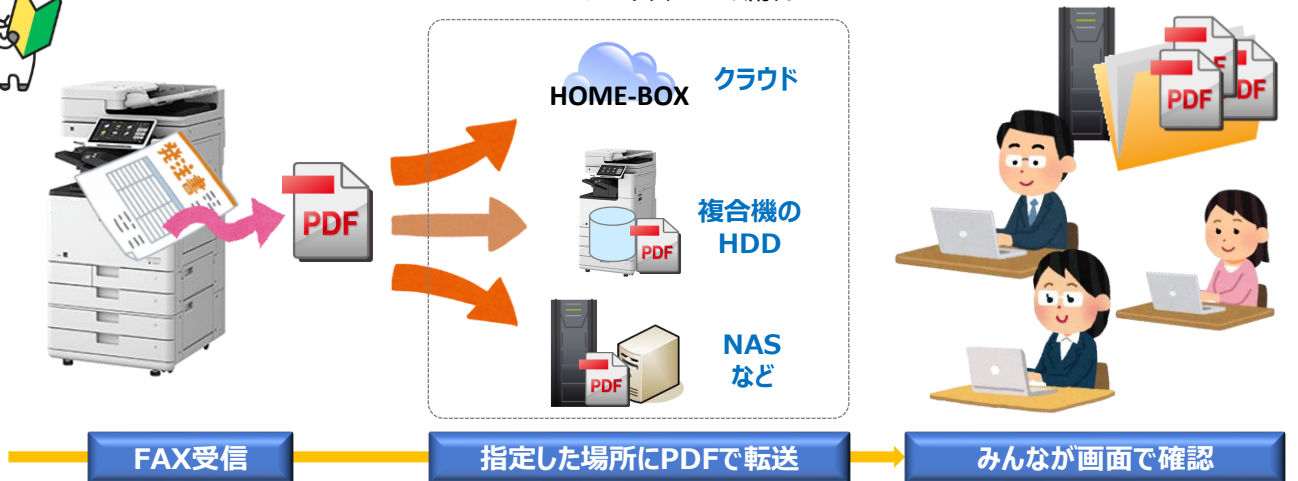 HOME-BOX
クラウド
発注書
PDF
複合機の
HDD
PDF
NAS
など
PDF
PDF
PDF
DF
FAX受信
指定した場所にPDFで転送
みんなが画面で確認